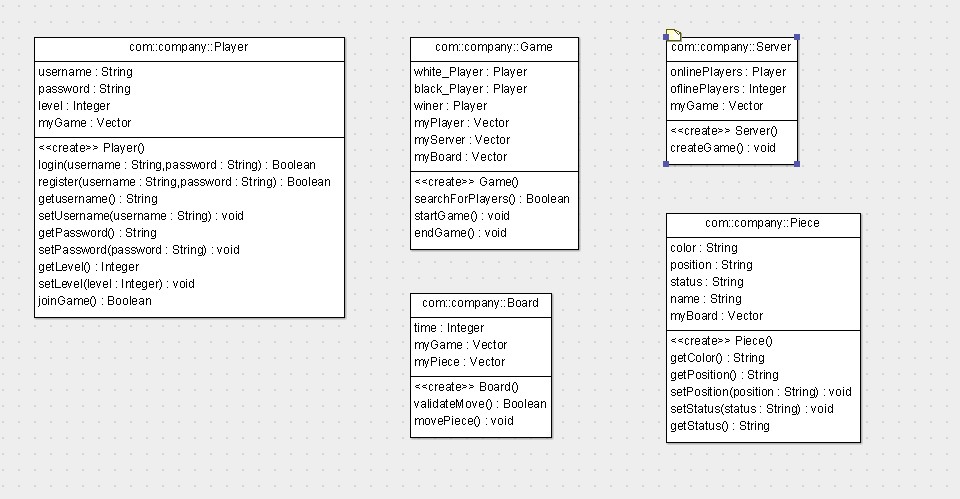 com::company::Player
username : String
password : String
level : Integer
myGame : Vector
<<create>> Player()
login(username : String,password : String) : Boolean
register(username : String,password : String) : Boolean
getusername() : String
setUsername(username : String) : void
getPassword() : String
setPassword(password : String) : void
getLevel() : Integer
setLevel(level : Integer) : void
joinGame() : Boolean
com::company::Game
white_Player : Player
black_Player : Player
winer : Player
myPlayer : Vector
myServer : Vector
myBoard : Vector
<<create>> Game()
searchForPlayers() : Boolean
startGame() : void
endGame() : void
com::company::Board
time : Integer
myGame : Vector
myPiece : Vector
<<create>> Board()
validateMove() : Boolean
movePiece() : void
com::company::Server
onlinePlayers : Player
oflinePlayers : Integer
myGame : Vector
<<create>> Server()
createGame() : void
com::company::Piece
color : String
position : String
status : String
name : String
myBoard : Vector
<<create>> Piece()
getColor() : String
getPosition() : String
setPosition(position : String) : void
setStatus(status : String) : void
getStatus() : String